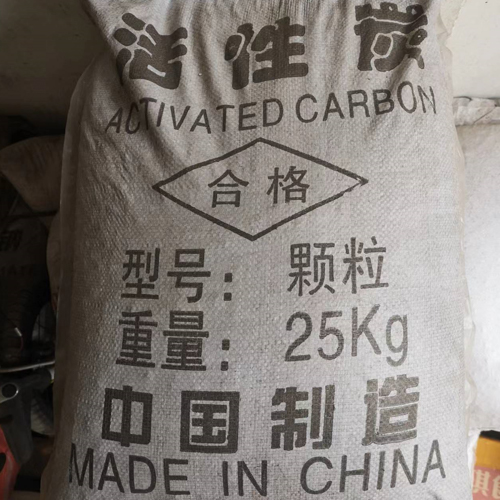 活性炭
ACTIVATED CARBON
合格
型号：颗粒
重量：25Kg
中国制造
MADE IN CHINA